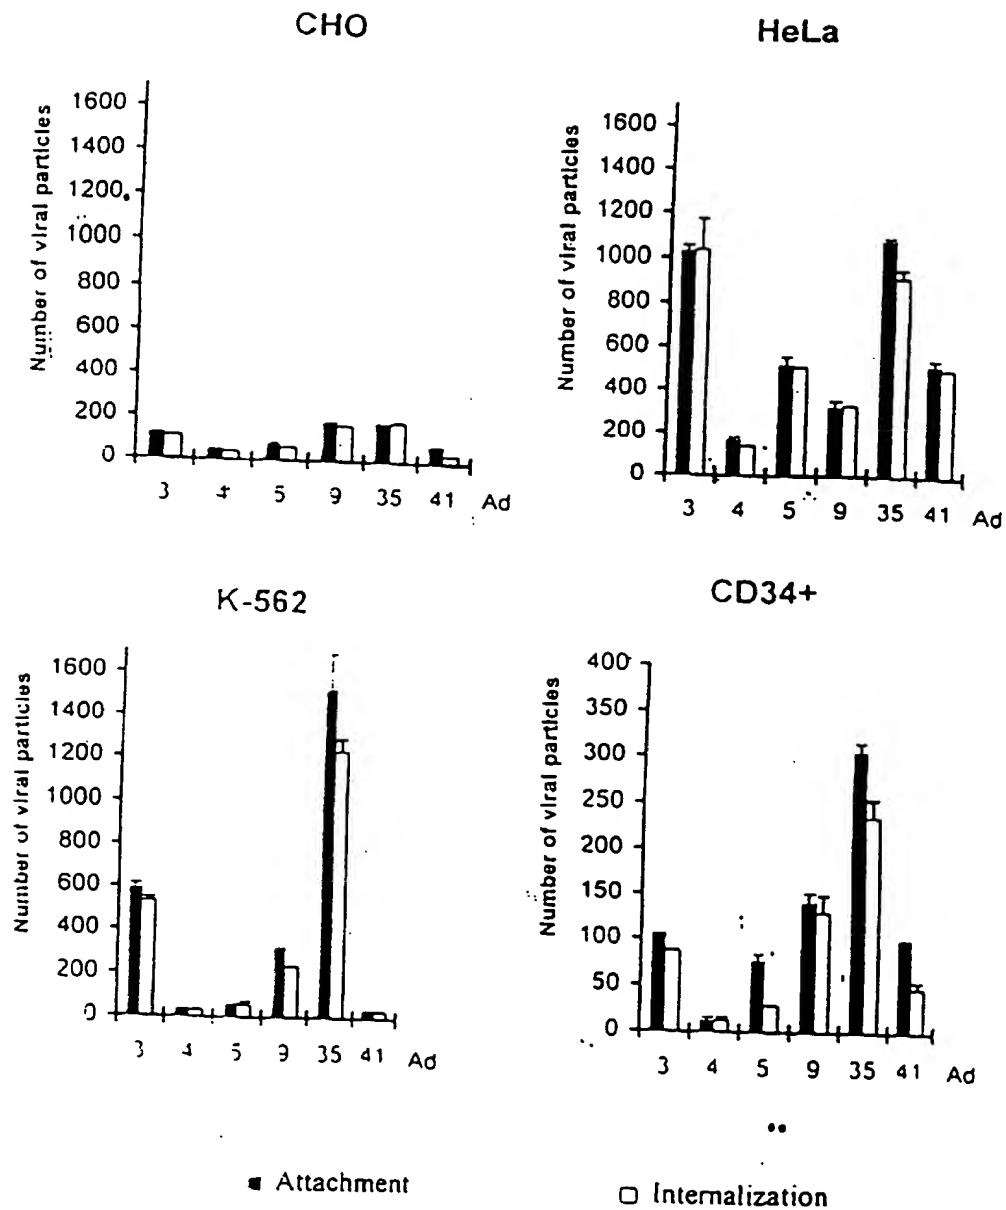 CHO
Number of viral particles
1600
1400
1200
1000
800
600
400
200
0
3 4 5 9 35 41 Ad
HeLa
Number of viral particles
1600
1400
1200
1000
800
600
400
200
0
3 4 5 9 35 41 Ad
K-562
Number of viral particles
1600
1400
1200
1000
800
600
400
200
0
3 4 5 9 35 41 Ad
CD34+
Number of viral particles
400
350
300
250
200
150
100
50
0
3 4 5 9 35 41 Ad
Attachment
Internalization